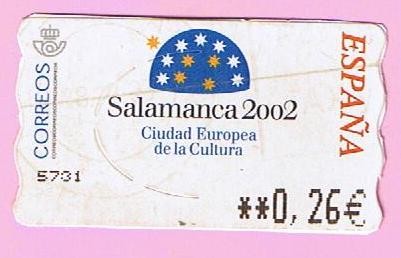 CORREOS
ESPAÑA
Salamanca 2002
Ciudad Europea
de la Cultura
5731
**0,26€